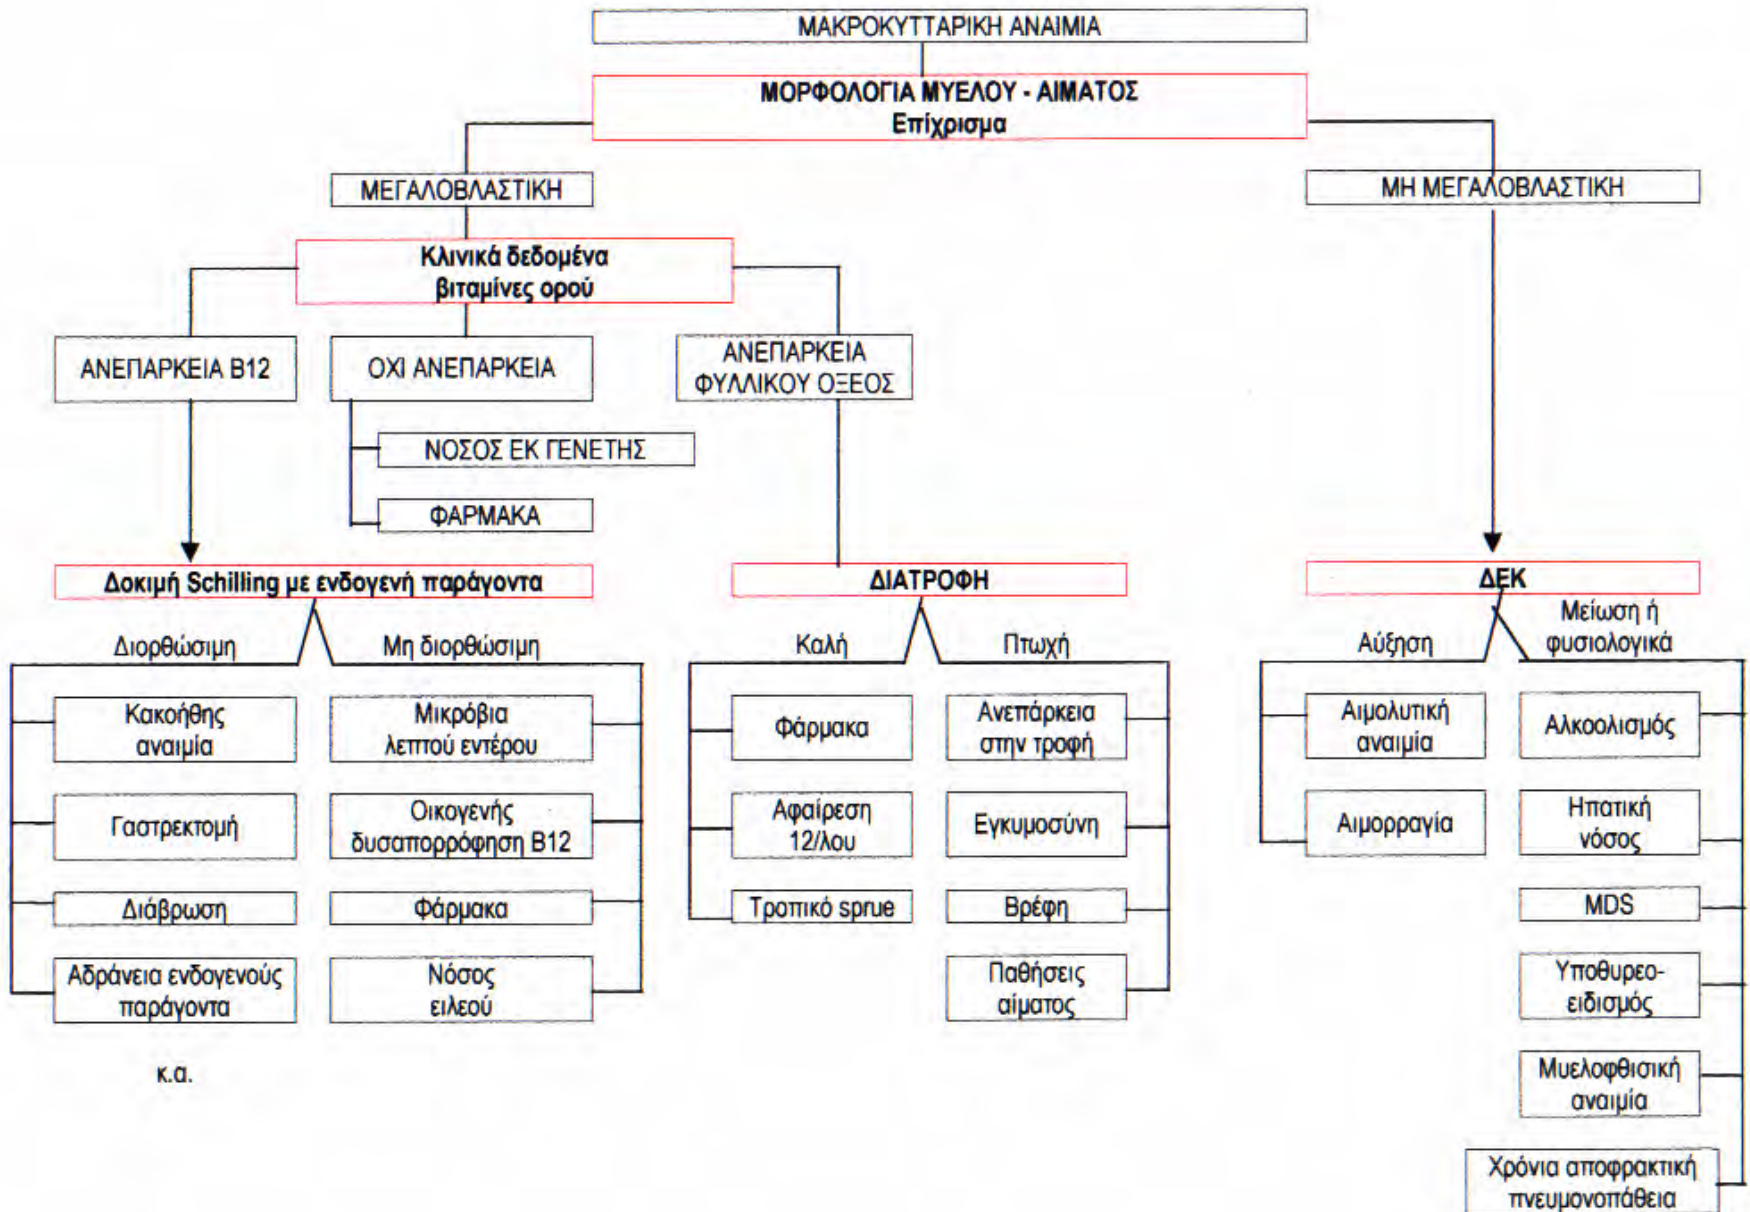 ΜΑΚΡΟΚΥΤΤΑΡΙΚΗ ΑΝΑΙΜΙΑ
ΜΟΡΦΟΛΟΓΙΑ ΜΥΕΛΟΥ - ΑΙΜΑΤΟΣ
Επίχρισμα
ΜΕΓΑΛΟΒΛΑΣΤΙΚΗ
ΜΗ ΜΕΓΑΛΟΒΛΑΣΤΙΚΗ
Κλινικά δεδομένα
βιταμίνες ορού
ΑΝΕΠΑΡΚΕΙΑ Β12
ΟΧΙ ΑΝΕΠΑΡΚΕΙΑ
ΑΝΕΠΑΡΚΕΙΑ
ΦΥΛΛΙΚΟΥ ΟΞΕΟΣ
ΝΟΣΟΣ ΕΚ ΓΕΝΕΤΗΣ
ΦΑΡΜΑΚΑ
Δοκιμή Schilling με ενδογενή παράγοντα
Διορθώσιμη
Μη διορθώσιμη
Κακοήθης
αναιμία
Γαστρεκτομή
Διάβρωση
Αδράνεια ενδογενούς
παράγοντα
κ.α.
Μικρόβια
λεπτού εντέρου
Οικογενής
δυσαπορρόφηση Β12
Φάρμακα
Νόσος
ειλεού
ΔΙΑΤΡΟΦΗ
Καλή
Πτωχή
Φάρμακα
Αφαίρεση
12/λου
Τροπικό sprue
Ανεπάρκεια
στην τροφή
Εγκυμοσύνη
Βρέφη
Παθήσεις
αίματος
ΔΕΚ
Αύξηση
Μείωση ή
φυσιολογικά
Αιμολυτική
αναιμία
Αιμορραγία
Αλκοολισμός
Ηπατική
νόσος
MDS
Υποθυρεο-
ειδισμός
Μυελοφθισική
αναιμία
Χρόνια αποφρακτική
πνευμονοπάθεια